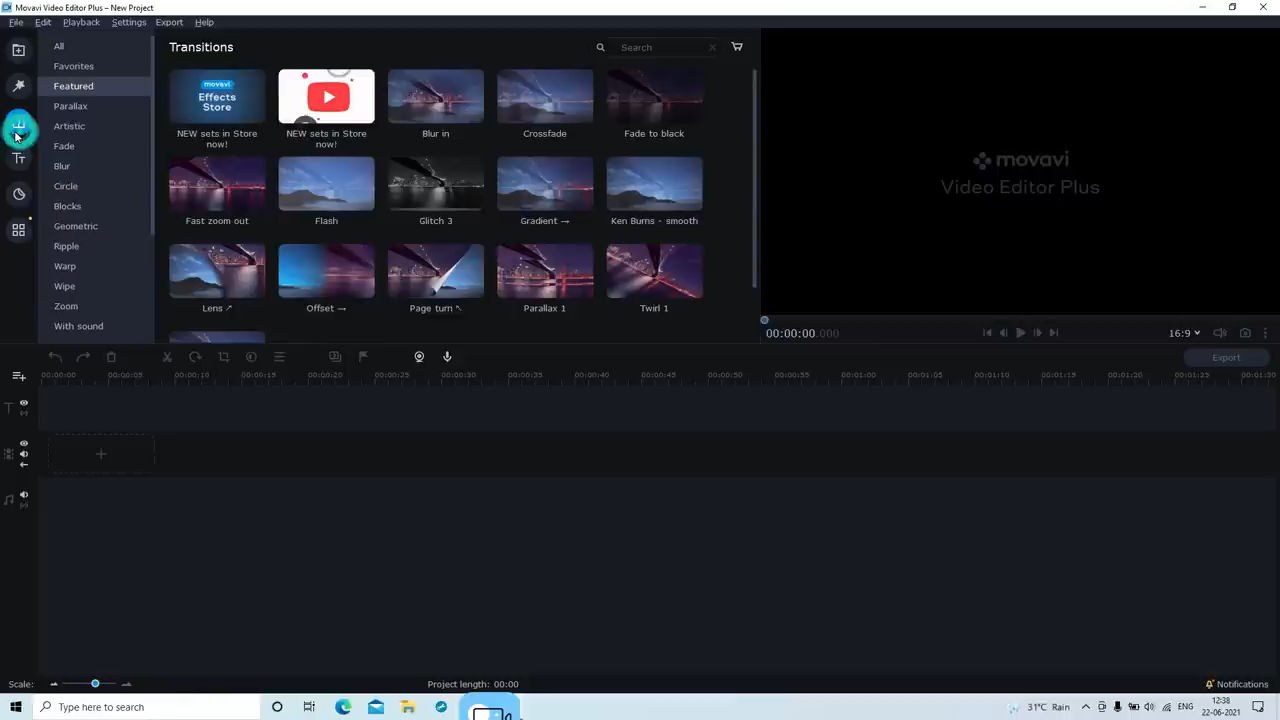 Movavi Video Editor Plus – New Project
File Edit Playback Settings Export Help
All
Favorites
Featured
Parallax
Artistic
Fade
Blur
Circle
Blocks
Geometric
Ripple
Warp
Wipe
Zoom
With sound
Transitions
Search
movavi
Effects
Store
NEW sets in Store
now!
NEW sets in Store
now!
Blur in
Crossfade
Fade to black
Fast zoom out
Flash
Glitch 3
Gradient →
Ken Burns - smooth
Lens ↗
Offset →
Page turn ↖
Parallax 1
Twirl 1
movavi
Video Editor Plus
00:00:00.000
16:9
Export
00:00:00 00:00:05 00:00:10 00:00:15 00:00:20 00:00:25 00:00:30 00:00:35 00:00:40 00:00:45 00:00:50 00:00:55 00:01:00 00:01:05 00:01:10 00:01:15 00:01:20 00:01:25 00:01:30
Scale:
Project length: 00:00
Notifications
Type here to search
31°C Rain
ENG
12:38
22-06-2021